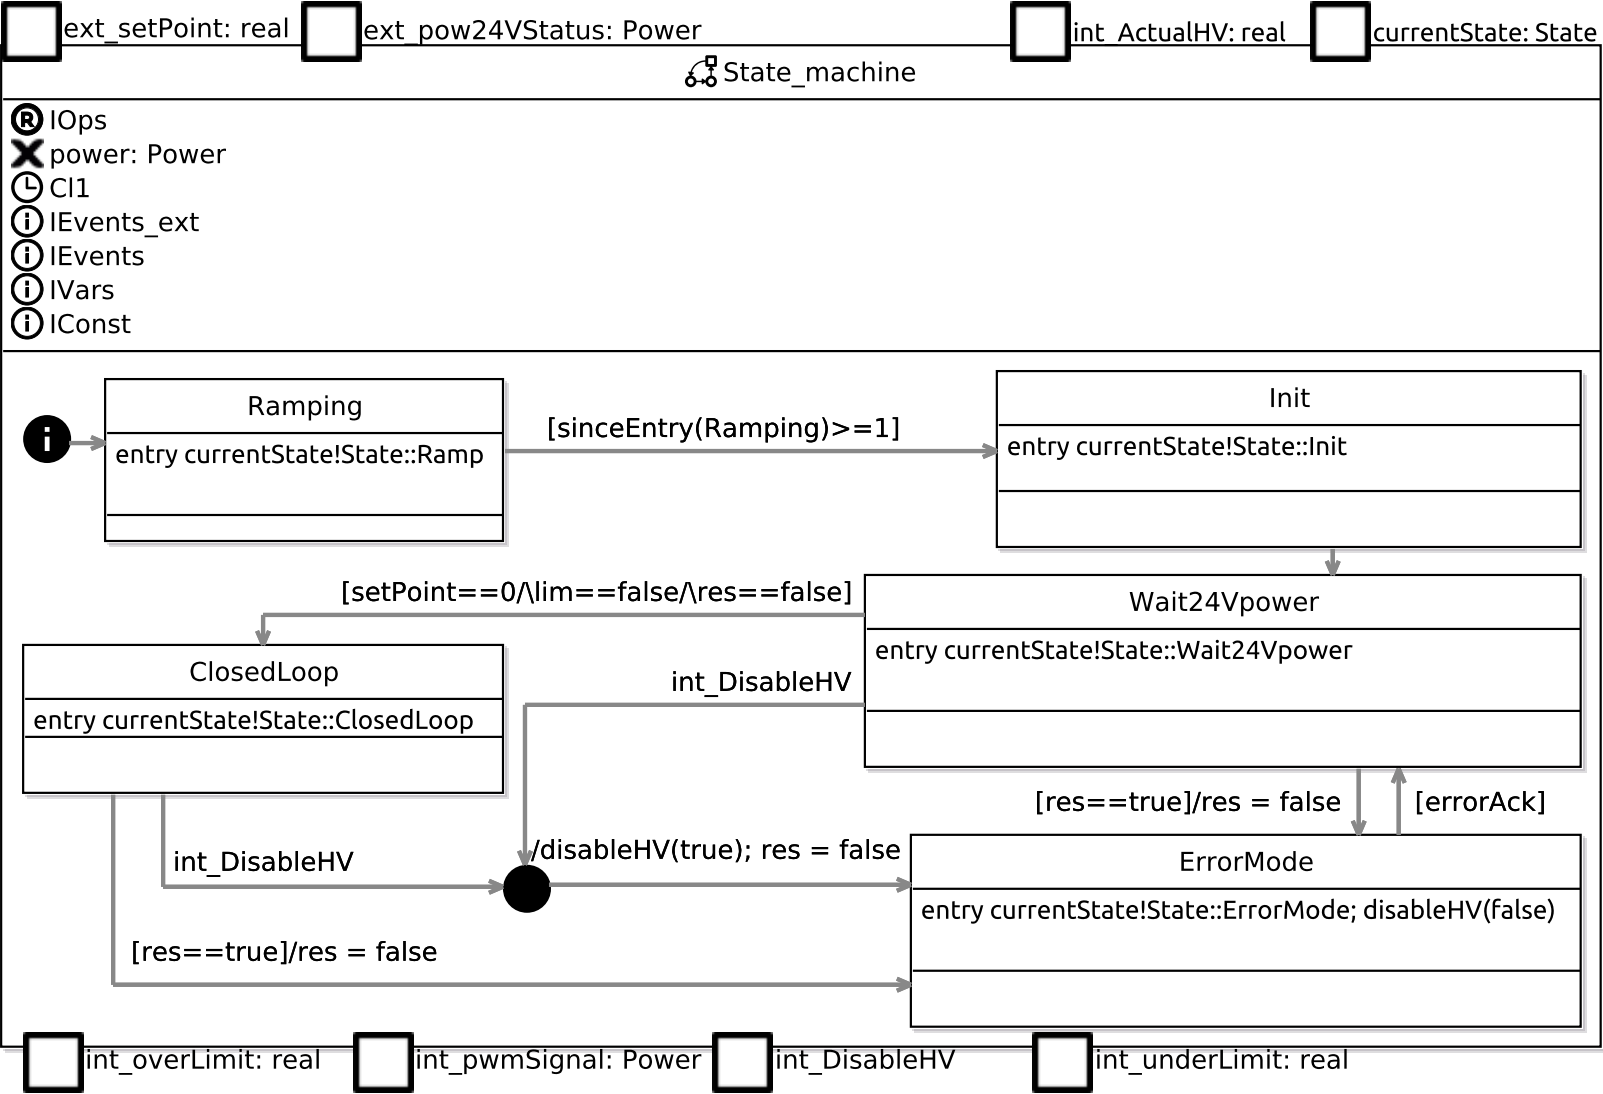 ext_setPoint: real
ext_pow24VStatus: Power
int_ActualHV: real
currentState: State
State_machine
R IOps
power: Power
Cl1
i IEvents_ext
i IEvents
i IVars
i IConst
i
Ramping
entry currentState!State::Ramp
[sinceEntry(Ramping)>=1]
Init
entry currentState!State::Init
[setPoint==0/\lim==false/\res==false]
Wait24Vpower
entry currentState!State::Wait24Vpower
ClosedLoop
entry currentState!State::ClosedLoop
int_DisableHV
[res==true]/res = false
[errorAck]
int_DisableHV
/disableHV(true); res = false
ErrorMode
entry currentState!State::ErrorMode; disableHV(false)
[res==true]/res = false
int_overLimit: real
int_pwmSignal: Power
int_DisableHV
int_underLimit: real